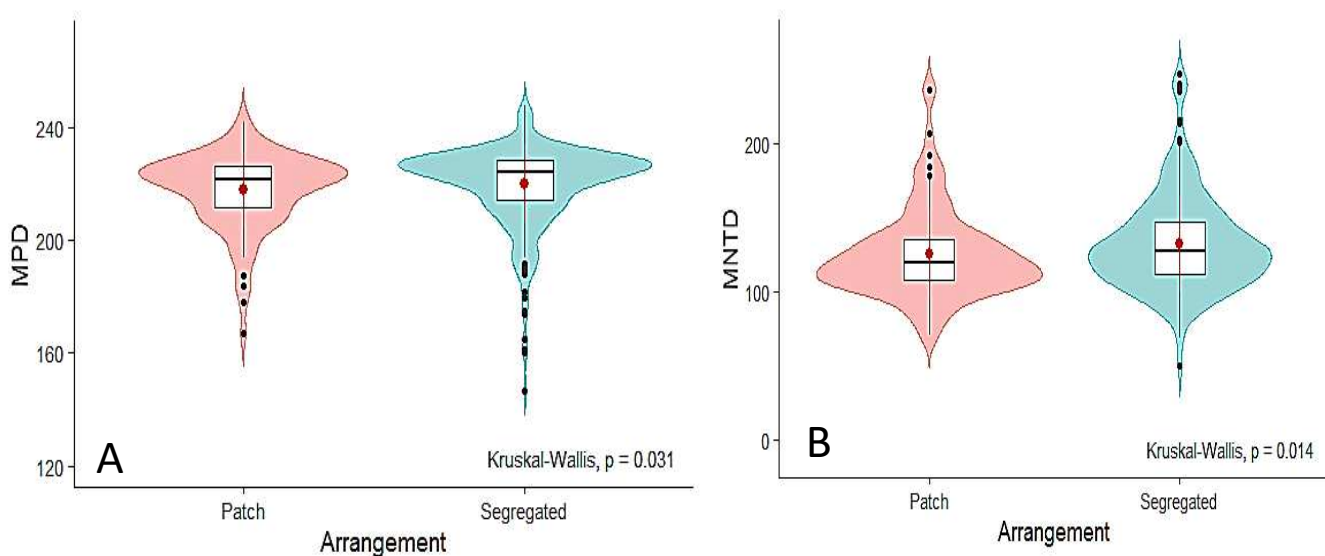 MPD
240
200
160
120
A
Kruskal-Wallis, p = 0.031
Patch
Segregated
Arrangement
MNTD
200
100
0
B
Kruskal-Wallis, p = 0.014
Patch
Segregated
Arrangement